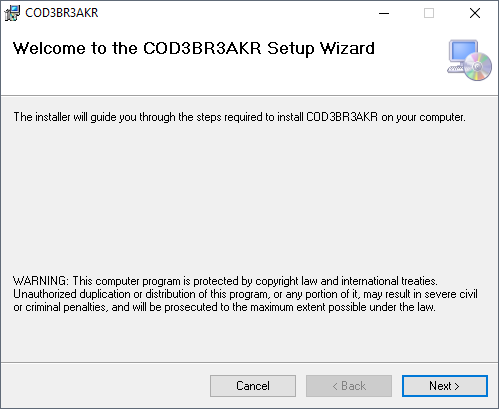 COD3BR3AKR
Welcome to the COD3BR3AKR Setup Wizard
The installer will guide you through the steps required to install COD3BR3AKR on your computer.
WARNING: This computer program is protected by copyright law and international treaties.
Unauthorized duplication or distribution of this program, or any portion of it, may result in severe civil
or criminal penalties, and will be prosecuted to the maximum extent possible under the law.
Cancel
< Back
Next >